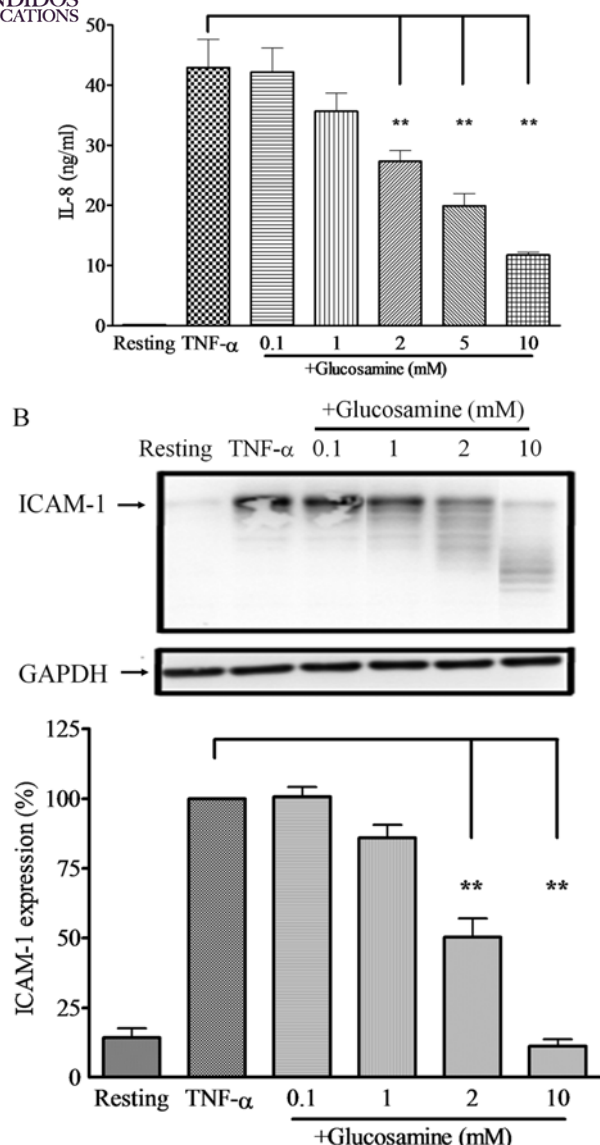 CATIONS
50
40
30
20
10
0
IL-8 (ng/ml)
** ** **
Resting TNF-α 0.1 1 2 5 10
+Glucosamine (mM)
B
+Glucosamine (mM)
Resting TNF-α 0.1 1 2 10
ICAM-1
GAPDH
125
100
75
50
25
0
ICAM-1 expression (%)
** **
Resting TNF-α 0.1 1 2 10
+Glucosamine (mM)